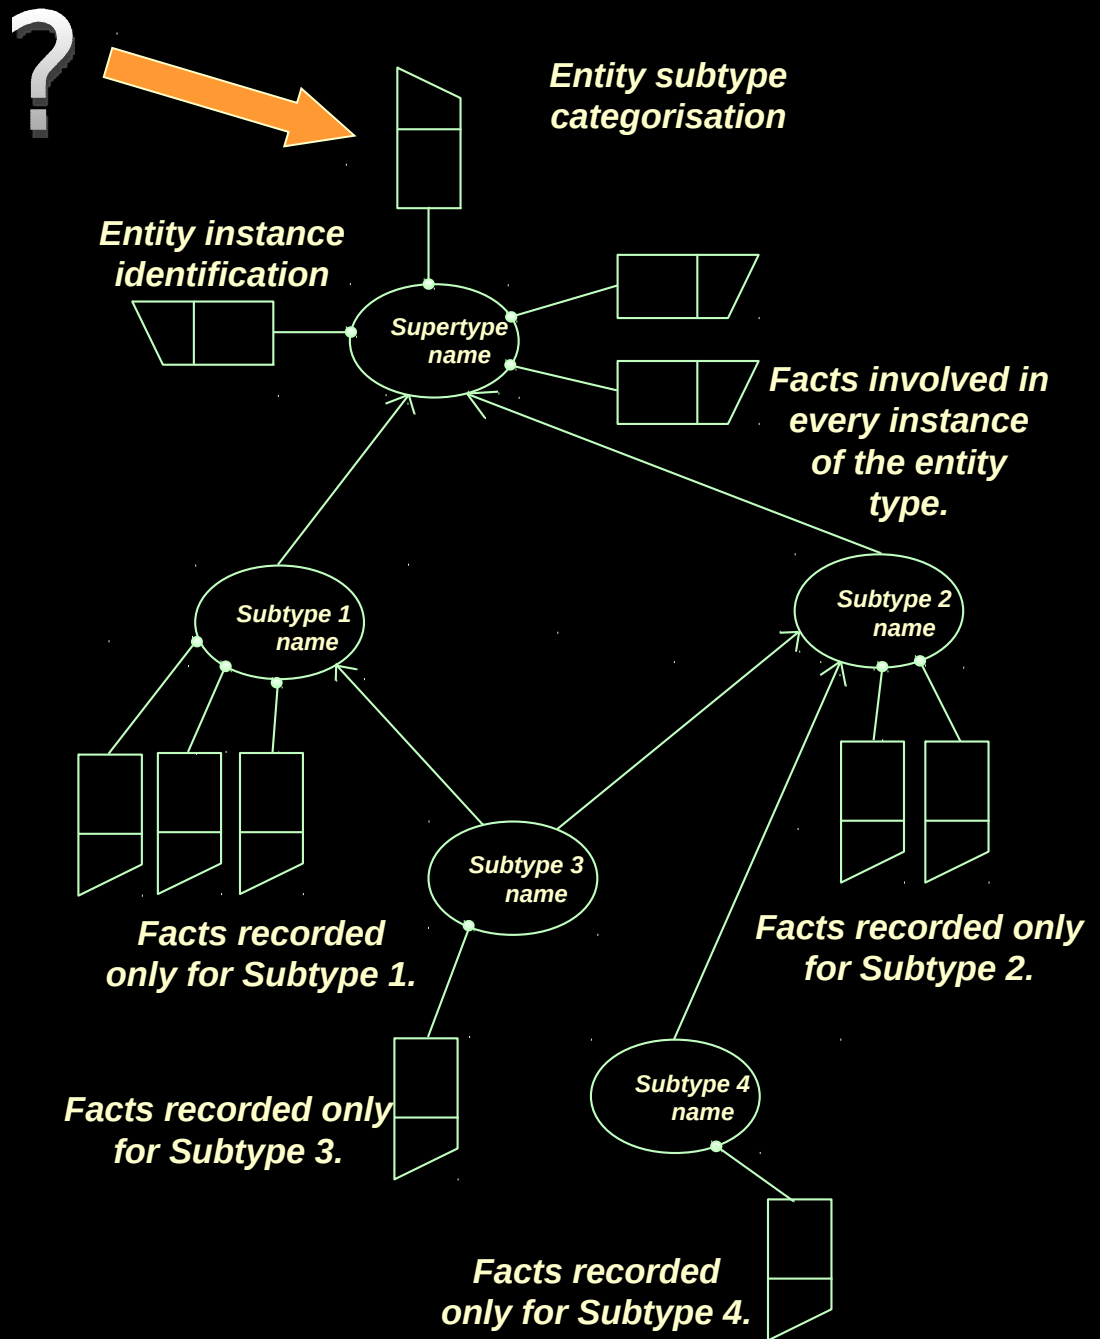 ?
Entity subtype
categorisation
Entity instance
identification
Supertype
name
Facts involved in
every instance
of the entity
type.
Subtype 1
name
Subtype 2
name
Subtype 3
name
Facts recorded
only for Subtype 1.
Facts recorded only
for Subtype 2.
Subtype 4
name
Facts recorded only
for Subtype 3.
Facts recorded
only for Subtype 4.